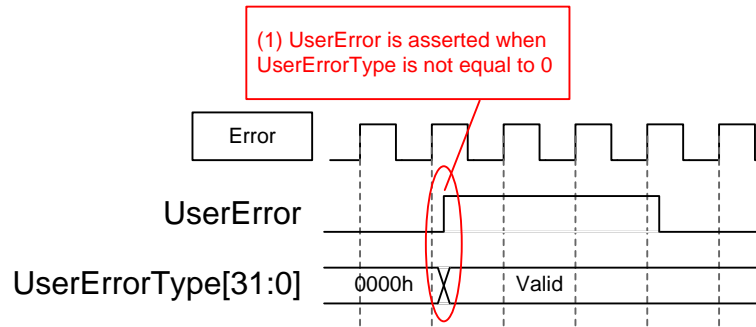 (1) UserError is asserted when
UserErrorType is not equal to 0
Error
UserError
UserErrorType[31:0]
0000h
Valid